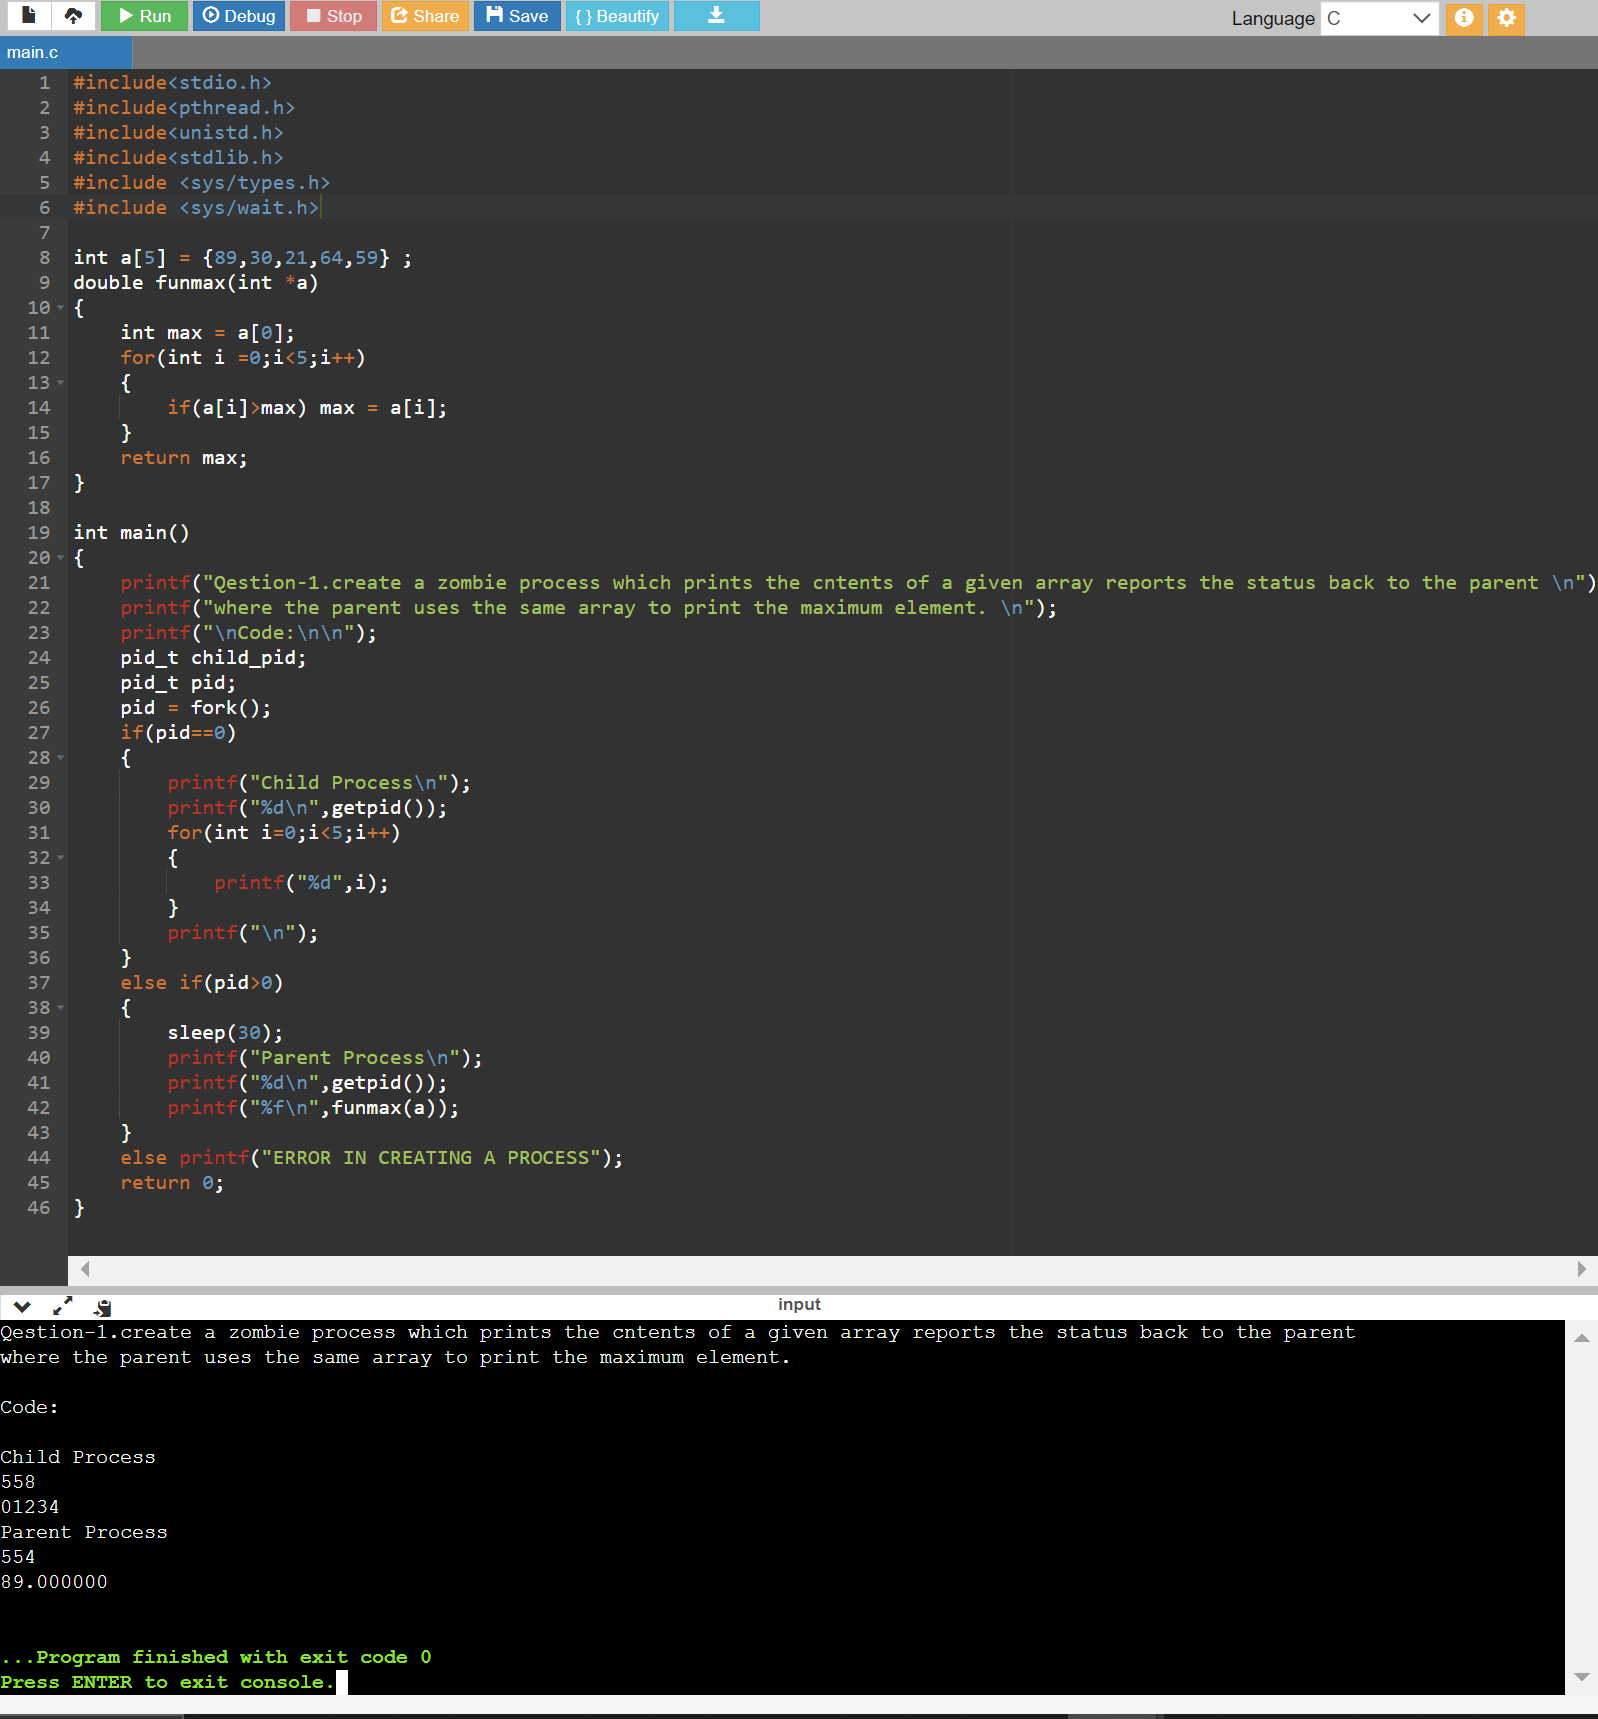 Run Debug Stop Share Save { } Beautify Language C
main.c
1 #include<stdio.h>
2 #include<pthread.h>
3 #include<unistd.h>
4 #include<stdlib.h>
5 #include <sys/types.h>
6 #include <sys/wait.h>
7
8 int a[5] = {89,30,21,64,59} ;
9 double funmax(int *a)
10 {
11     int max = a[0];
12     for(int i =0;i<5;i++)
13     {
14         if(a[i]>max) max = a[i];
15     }
16     return max;
17 }
18
19 int main()
20 {
21     printf("Qestion-1.create a zombie process which prints the cntents of a given array reports the status back to the parent \n")
22     printf("where the parent uses the same array to print the maximum element. \n");
23     printf("\nCode:\n\n");
24     pid_t child_pid;
25     pid_t pid;
26     pid = fork();
27     if(pid==0)
28     {
29         printf("Child Process\n");
30         printf("%d\n",getpid());
31         for(int i=0;i<5;i++)
32         {
33             printf("%d",i);
34         }
35         printf("\n");
36     }
37     else if(pid>0)
38     {
39         sleep(30);
40         printf("Parent Process\n");
41         printf("%d\n",getpid());
42         printf("%f\n",funmax(a));
43     }
44     else printf("ERROR IN CREATING A PROCESS");
45     return 0;
46 }
input
Qestion-1.create a zombie process which prints the cntents of a given array reports the status back to the parent
where the parent uses the same array to print the maximum element.
Code:
Child Process
558
01234
Parent Process
554
89.000000
...Program finished with exit code 0
Press ENTER to exit console.